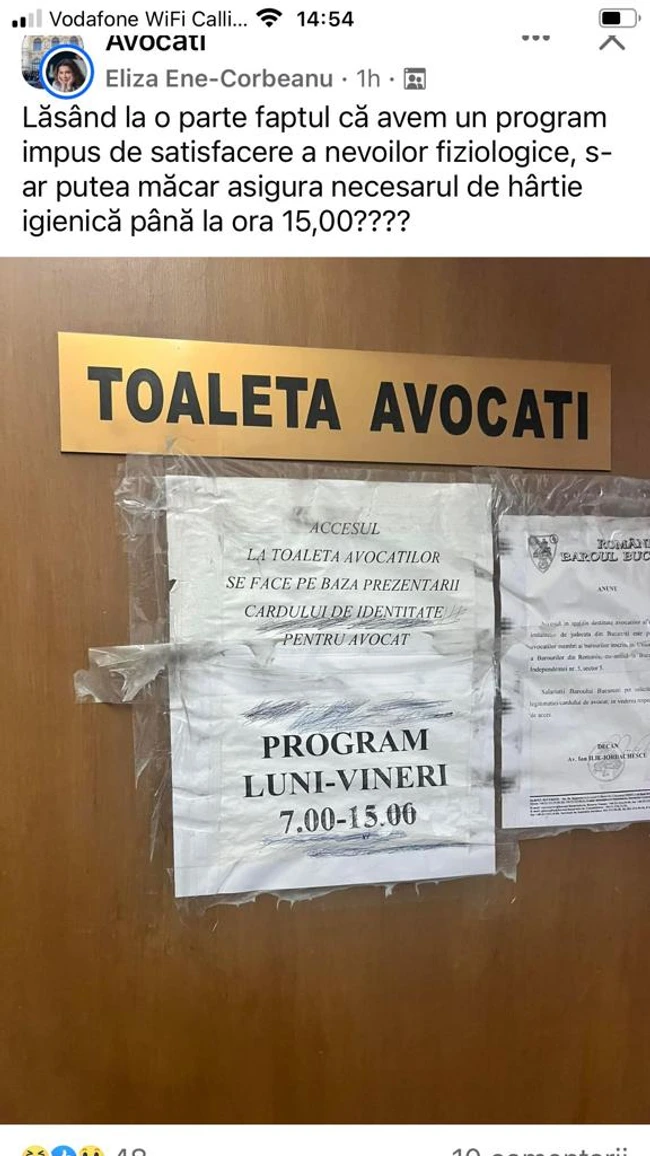 Vodafone WiFi Calli... 14:54
Avocati
Eliza Ene-Corbeanu · 1h ·
Lăsând la o parte faptul că avem un program
impus de satisfacere a nevoilor fiziologice, s-
ar putea măcar asigura necesarul de hârtie
igienică până la ora 15,00????
TOALETA AVOCATI
ACCESUL
LA TOALETA AVOCATILOR
SE FACE PE BAZA PREZENTARII
CARDULUI DE IDENTITATE
PENTRU AVOCAT
PROGRAM
LUNI-VINERI
7.00-15.00
ROMÂN
BAROUL BUC
ANUNT
DECAN
48
10 comentarii